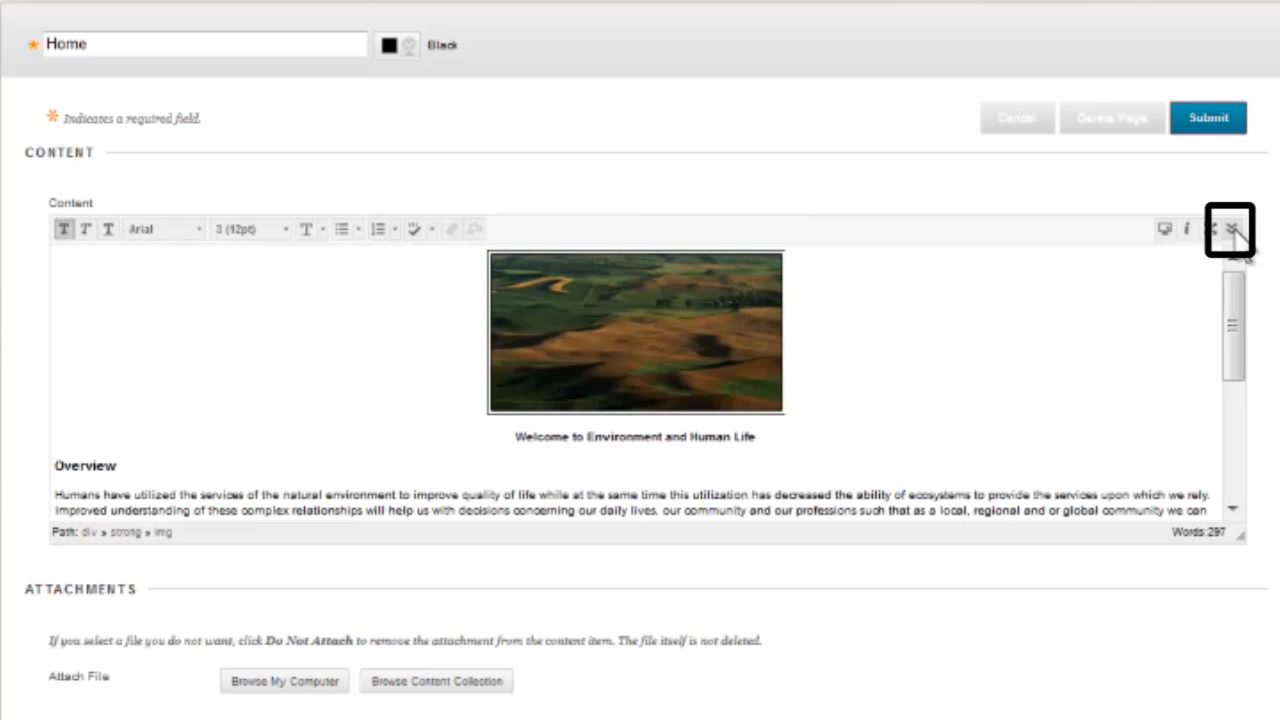 * Home
Black
* Indicates a required field.
Cancel Delete Page Submit
CONTENT
Content
T T T Arial 3 (12pt) T
i
Welcome to Environment and Human Life
Overview
Humans have utilized the services of the natural environment to improve quality of life while at the same time this utilization has decreased the ability of ecosystems to provide the services upon which we rely.
Improved understanding of these complex relationships will help us with decisions concerning our daily lives, our community and our professions such that as a local, regional and or global community we can
Path: div » strong » img
Words:297
ATTACHMENTS
If you select a file you do not want, click Do Not Attach to remove the attachment from the content item. The file itself is not deleted.
Attach File
Browse My Computer Browse Content Collection